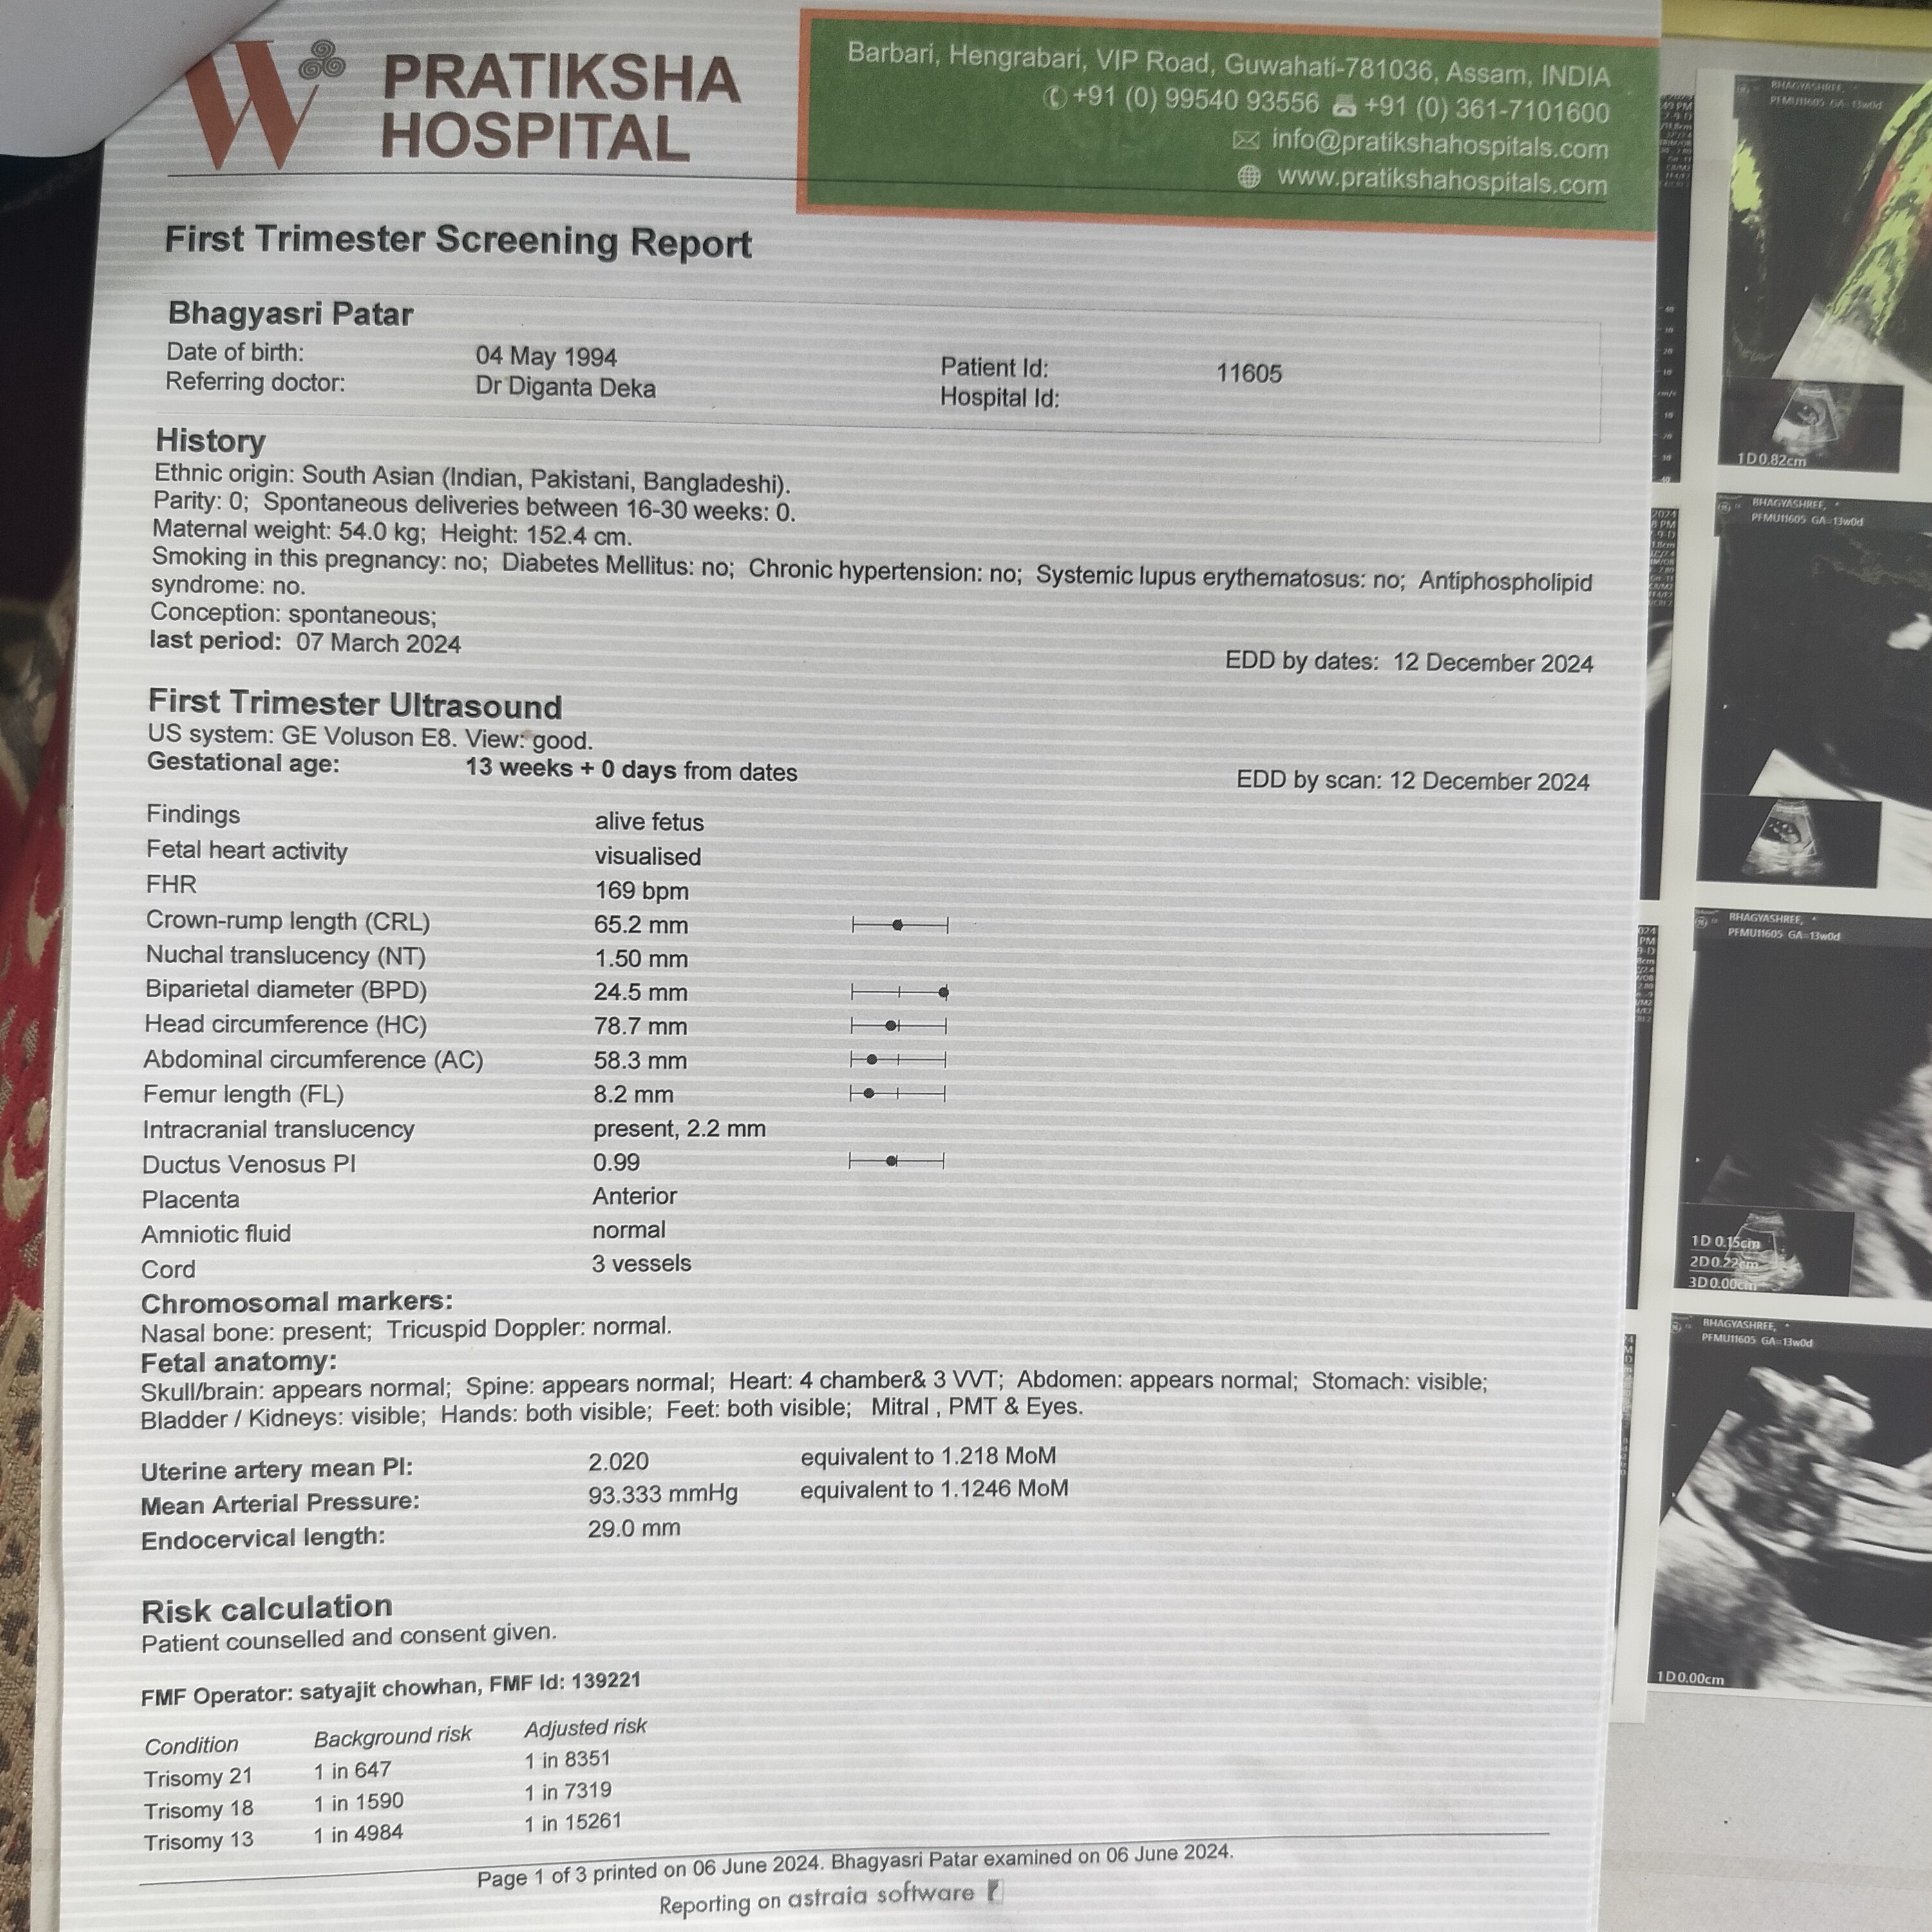 PRATIKSHA
HOSPITAL
Barbari, Hengrabari, VIP Road, Guwahati-781036, Assam, INDIA
+91 (0) 99540 93556 +91 (0) 361-7101600
info@pratikshahospitals.com
www.pratikshahospitals.com
First Trimester Screening Report
Bhagyasri Patar
Date of birth: 04 May 1994 Patient Id: 11605
Referring doctor: Dr Diganta Deka Hospital Id:
History
Ethnic origin: South Asian (Indian, Pakistani, Bangladeshi).
Parity: 0; Spontaneous deliveries between 16-30 weeks: 0.
Maternal weight: 54.0 kg; Height: 152.4 cm.
Smoking in this pregnancy: no; Diabetes Mellitus: no; Chronic hypertension: no; Systemic lupus erythematosus: no; Antiphospholipid
syndrome: no.
Conception: spontaneous;
last period: 07 March 2024 EDD by dates: 12 December 2024
First Trimester Ultrasound
US system: GE Voluson E8. View: good.
Gestational age: 13 weeks + 0 days from dates EDD by scan: 12 December 2024
Findings alive fetus
Fetal heart activity visualised
FHR 169 bpm
Crown-rump length (CRL) 65.2 mm
Nuchal translucency (NT) 1.50 mm
Biparietal diameter (BPD) 24.5 mm
Head circumference (HC) 78.7 mm
Abdominal circumference (AC) 58.3 mm
Femur length (FL) 8.2 mm
Intracranial translucency present, 2.2 mm
Ductus Venosus PI 0.99
Placenta Anterior
Amniotic fluid normal
Cord 3 vessels
Chromosomal markers:
Nasal bone: present; Tricuspid Doppler: normal.
Fetal anatomy:
Skull/brain: appears normal; Spine: appears normal; Heart: 4 chamber& 3 VVT; Abdomen: appears normal; Stomach: visible;
Bladder / Kidneys: visible; Hands: both visible; Feet: both visible; Mitral , PMT & Eyes.
Uterine artery mean PI: 2.020 equivalent to 1.218 MoM
Mean Arterial Pressure: 93.333 mmHg equivalent to 1.1246 MoM
Endocervical length: 29.0 mm
Risk calculation
Patient counselled and consent given.
FMF Operator: satyajit chowhan, FMF Id: 139221
Condition Background risk Adjusted risk
Trisomy 21 1 in 647 1 in 8351
Trisomy 18 1 in 1590 1 in 7319
Trisomy 13 1 in 4984 1 in 15261
Page 1 of 3 printed on 06 June 2024. Bhagyasri Patar examined on 06 June 2024.
Reporting on astraia software
BHAGYASHREE,
PFMU11605 GA=13w0d
1D0.82cm
BHAGYASHREE,
PFMU11605 GA=13w0d
BHAGYASHREE,
PFMU11605 GA=13w0d
1D 0.15cm
2D0.22cm
3D0.00cm
BHAGYASHREE,
PFMU11605 GA=13w0d
1D0.00cm